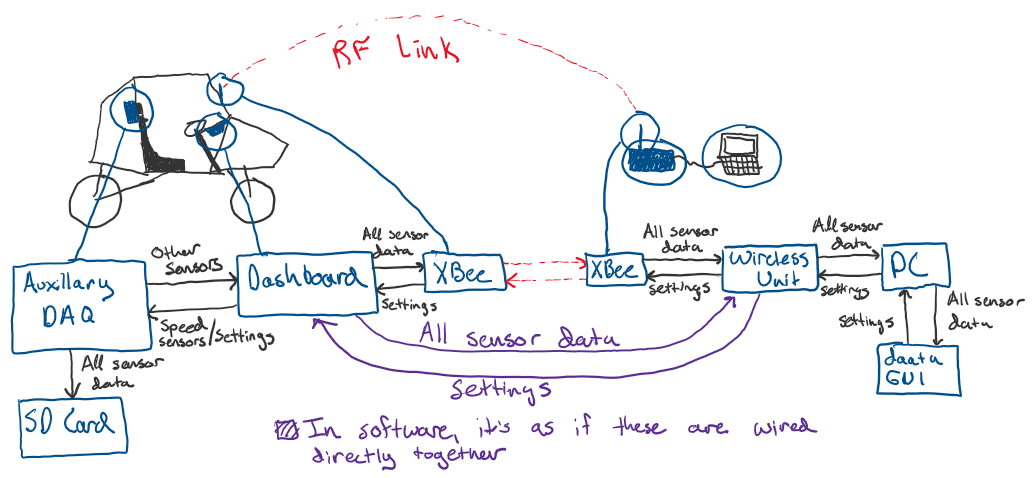 RF Link
Other
Sensors
All sensor
data
All sensor
data
All sensor
data
Auxillary
DAQ
Dashboard
XBee
XBee
Wireless
Unit
PC
Settings
settings
settings
Speed
sensors/settings
All sensor data
settings
settings
All sensor
data
All sensor
data
daata
GUI
SD Card
In software, it's as if these are wired
directly together